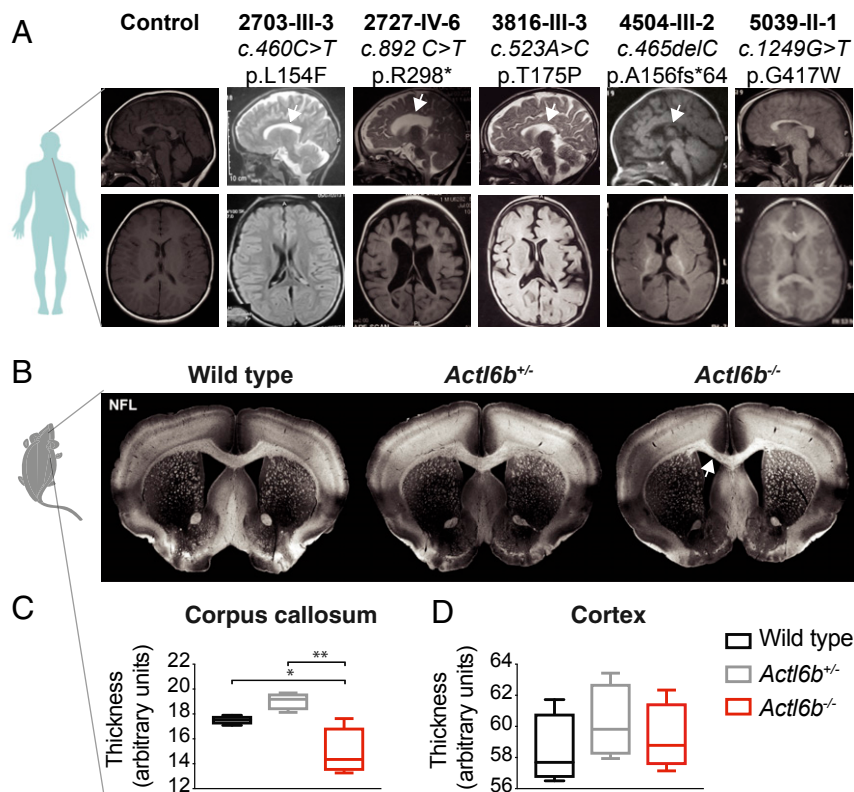 A
Control
2703-III-3
c.460C>T
p.L154F
2727-IV-6
c.892 C>T
p.R298*
3816-III-3
c.523A>C
p.T175P
4504-III-2
c.465delC
p.A156fs*64
5039-II-1
c.1249G>T
p.G417W
B
Wild type
Actl6b+/-
Actl6b-/-
NFL
C
Corpus callosum
Thickness
(arbitrary units)
22
20
18
16
14
12
*
**
D
Cortex
Thickness
(arbitrary units)
64
62
60
58
56
Wild type
Actl6b+/-
Actl6b-/-